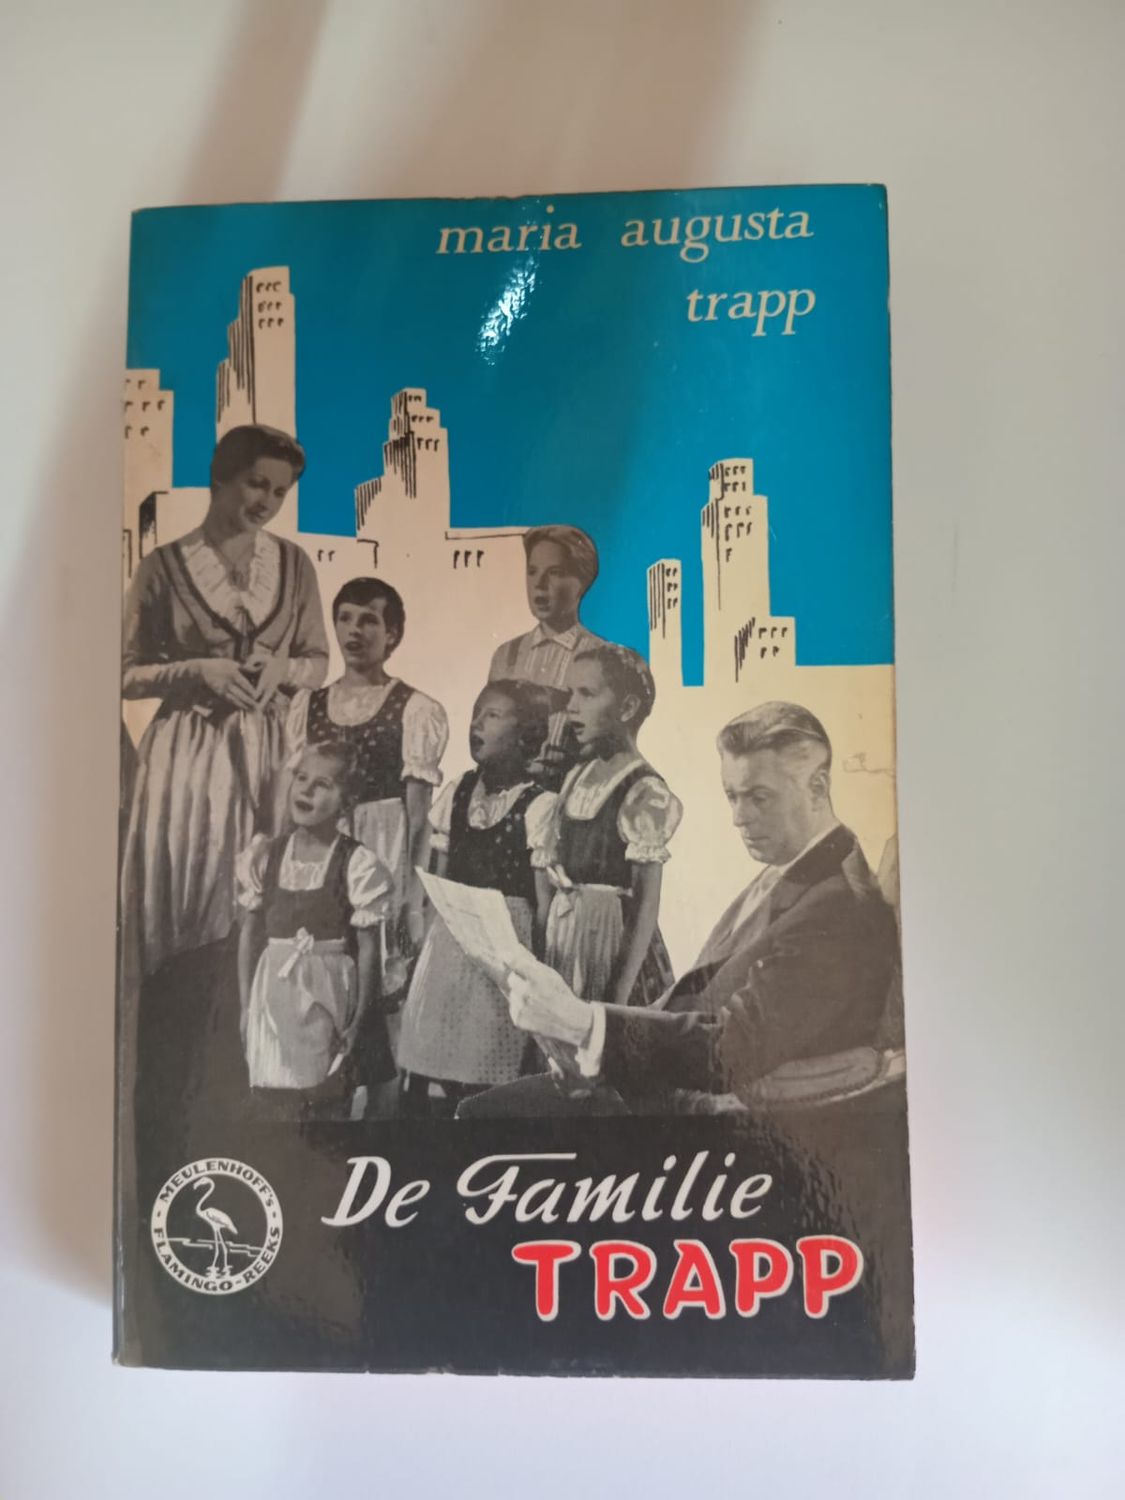 maria augusta
trapp
MEULENHOFF'S
FLAMINGO-REEKS
De Familie
TRAPP